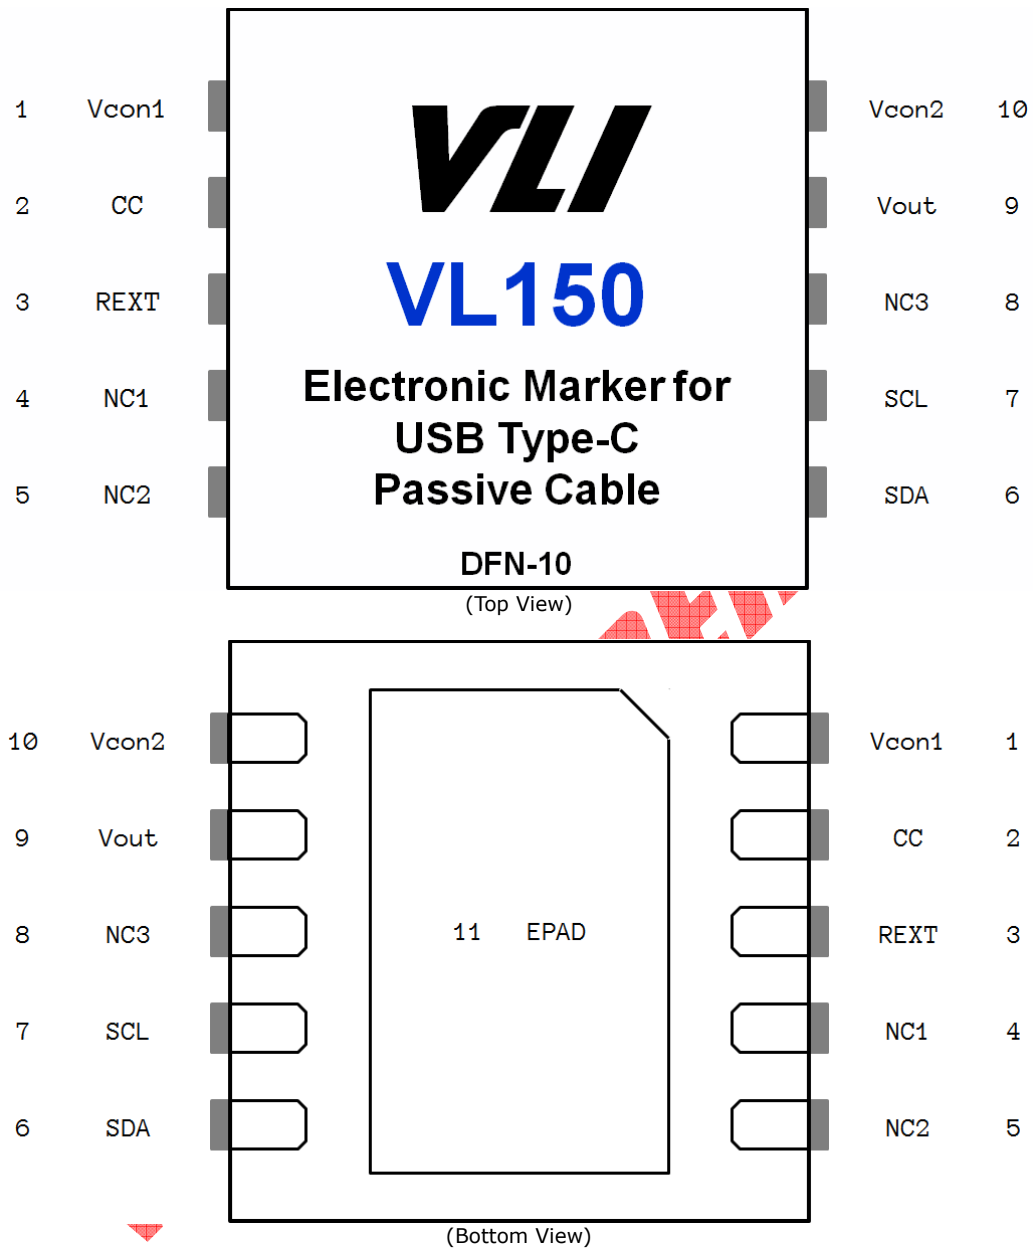 VLI
1 Vcon1 Vcon2 10
2 CC Vout 9
VL150
3 REXT NC3 8
Electronic Marker for
4 NC1 SCL 7
USB Type-C
Passive Cable
5 NC2 SDA 6
DFN-10
(Top View)
10 Vcon2 Vcon1 1
9 Vout CC 2
8 NC3 11 EPAD REXT 3
7 SCL NC1 4
6 SDA NC2 5
(Bottom View)